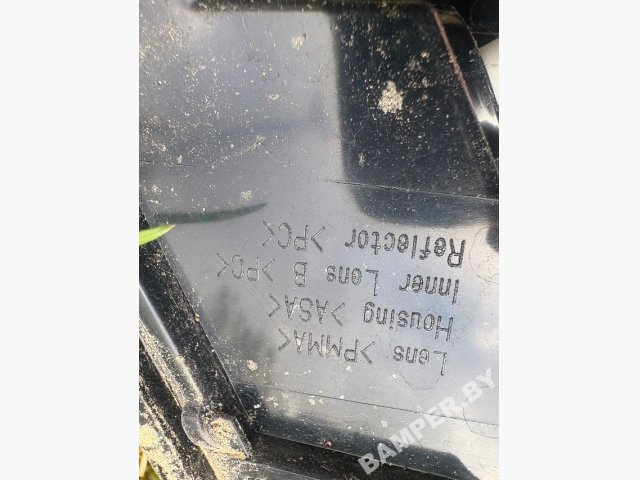 Lens >PMMA<
Housing >ASA<
Inner Lens B >PC<
Reflector >PC<
BAMPER.BY